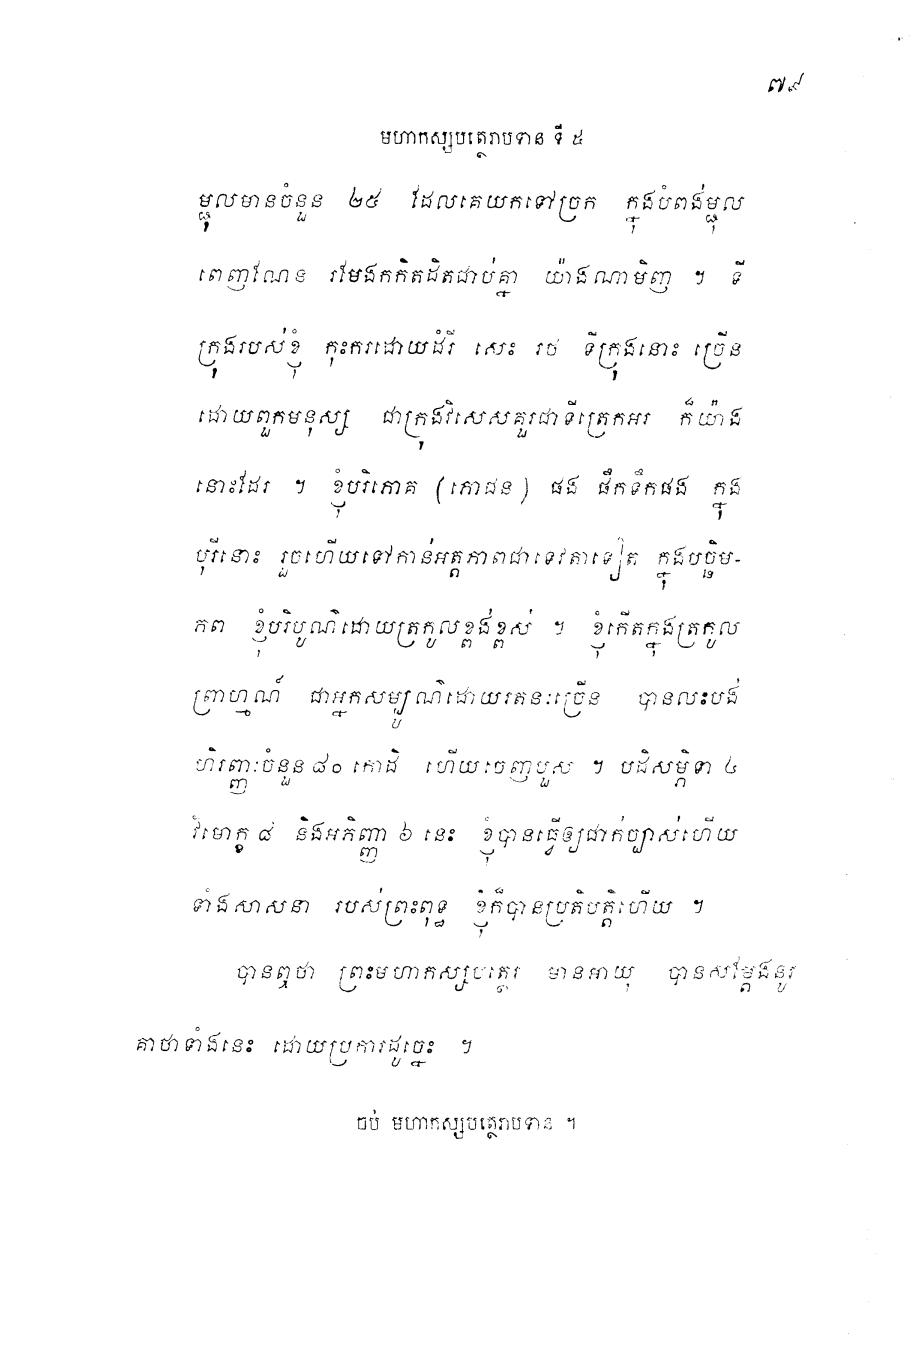 ៧៩
មហាកស្សបត្ថេរាបទាន ទី ៥
ម្ជុលមានចំនួន ២៥ ដែលគេយកទៅច្រក ក្នុងបំពង់ម្ជុល
ពេញណែន រមែងកកិតដិតជាប់គ្នា យ៉ាងណាមិញ ។ ទី
ក្រុងរបស់ខ្ញុំ កុះករដោយដំរី សេះ រថ ទីក្រុងនោះ ច្រើន
ដោយពួកមនុស្ស ជាក្រុងវិសេសគួរជាទីត្រេកអរ ក៏យ៉ាង
នោះដែរ ។ ខ្ញុំបរិភោគ (ភោជន) ផង ផឹកទឹកផង ក្នុង
បុរីនោះ រួចហើយទៅកាន់អត្តភាពជាទេវតាទៀត ក្នុងបច្ឆិម-
ភព ខ្ញុំបរិបូណ៌ដោយត្រកូលខ្ពង់ខ្ពស់ ។ ខ្ញុំកើតក្នុងត្រកូល
ព្រាហ្មណ៍ ជាអ្នកសម្បូណ៌ដោយរតនៈច្រើន បានលះបង់
ហិរញ្ញៈចំនួន ៨០ កោដិ ហើយចេញបួស ។ បដិសម្ភិទា ៤
វិមោក្ខ ៨ និងអភិញ្ញា ៦ នេះ ខ្ញុំបានធ្វើឲ្យជាក់ច្បាស់ហើយ
ទាំងសាសនា របស់ព្រះពុទ្ធ ខ្ញុំក៏បានប្រតិបត្តិហើយ ។
បានឮថា ព្រះមហាកស្សបត្ថេរ មានអាយុ បានសម្តែងនូវ
គាថាទាំងនេះ ដោយប្រការដូច្នេះ ។
ចប់ មហាកស្សបត្ថេរាបទាន ។